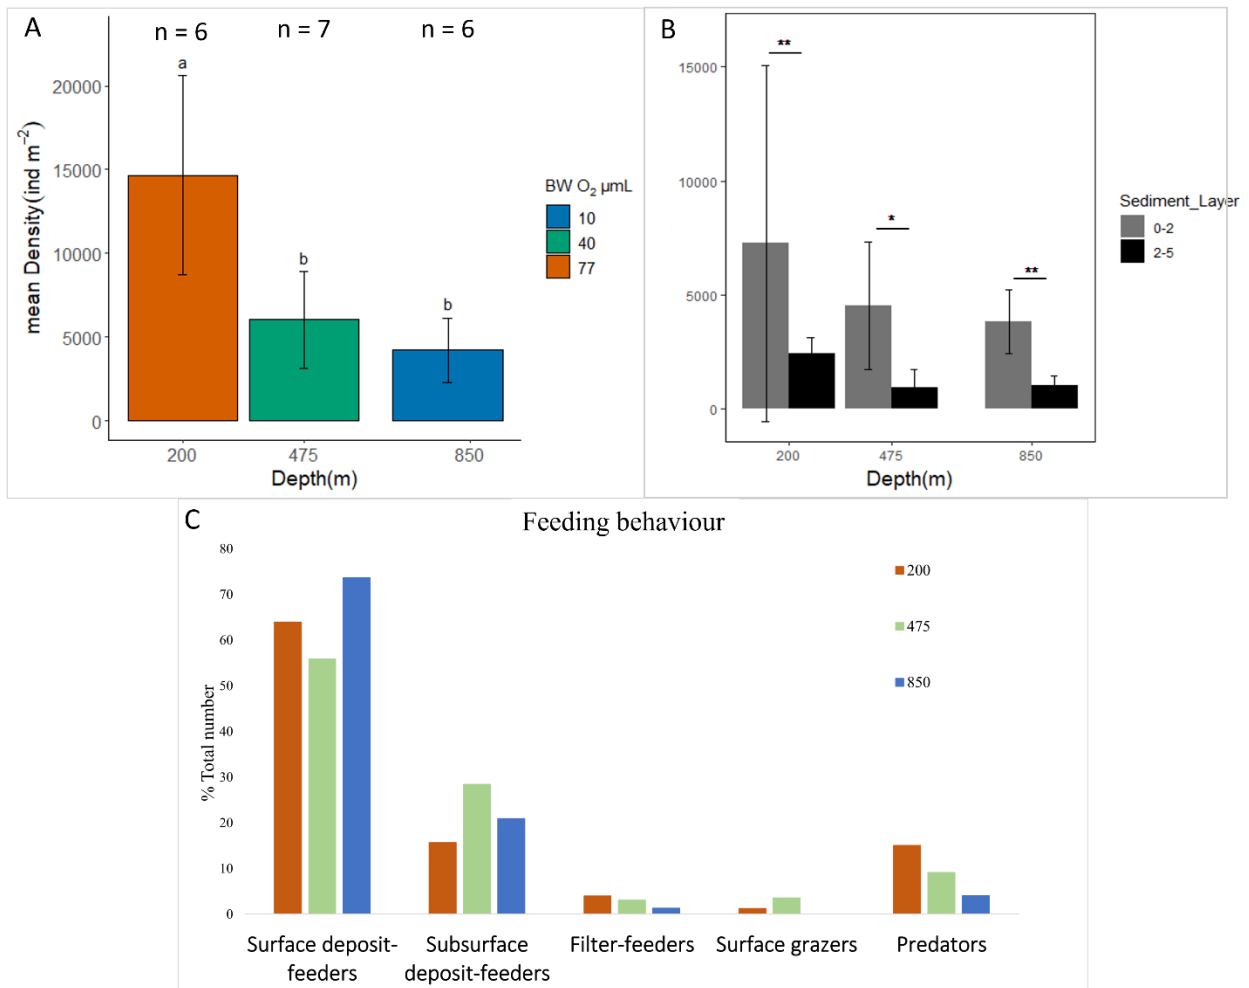 A
n = 6
n = 7
n = 6
a
b
b
20000
15000
10000
5000
0
mean Density(ind m⁻²)
200
475
850
Depth(m)
BW O₂ µmL
10
40
77
B
**
*
**
15000
10000
5000
0
200
475
850
Depth(m)
Sediment_Layer
0-2
2-5
C
Feeding behaviour
80
70
60
50
40
30
20
10
0
% Total number
200
475
850
Surface deposit-
feeders
Subsurface
deposit-feeders
Filter-feeders
Surface grazers
Predators